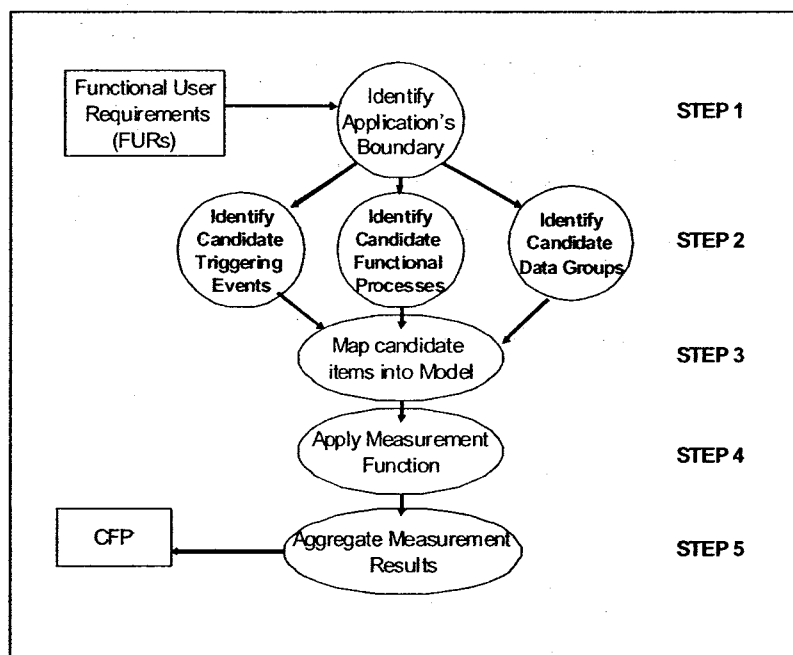 Functional User
Requirements
(FURs)
Identify
Application's
Boundary
STEP 1
Identify
Candidate
Triggering
Events
Identify
Candidate
Functional
Processes
Identify
Candidate
Data Groups
STEP 2
Map candidate
items into Model
STEP 3
Apply Measurement
Function
STEP 4
CFP
Aggregate Measurement
Results
STEP 5